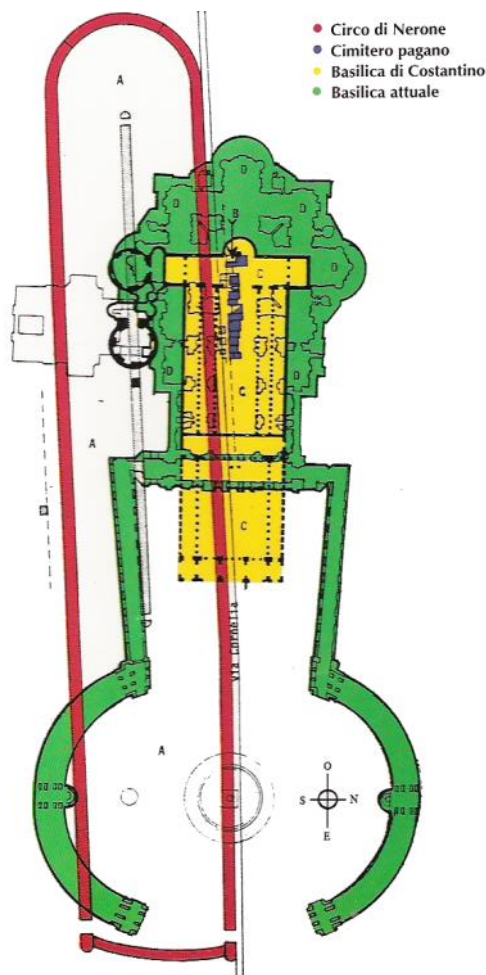 Circo di Nerone
Cimitero pagano
Basilica di Costantino
Basilica attuale
A
D
B
D
D
D
C
C
D
D
A
C
C
via Cornelia
A
O
S N
E